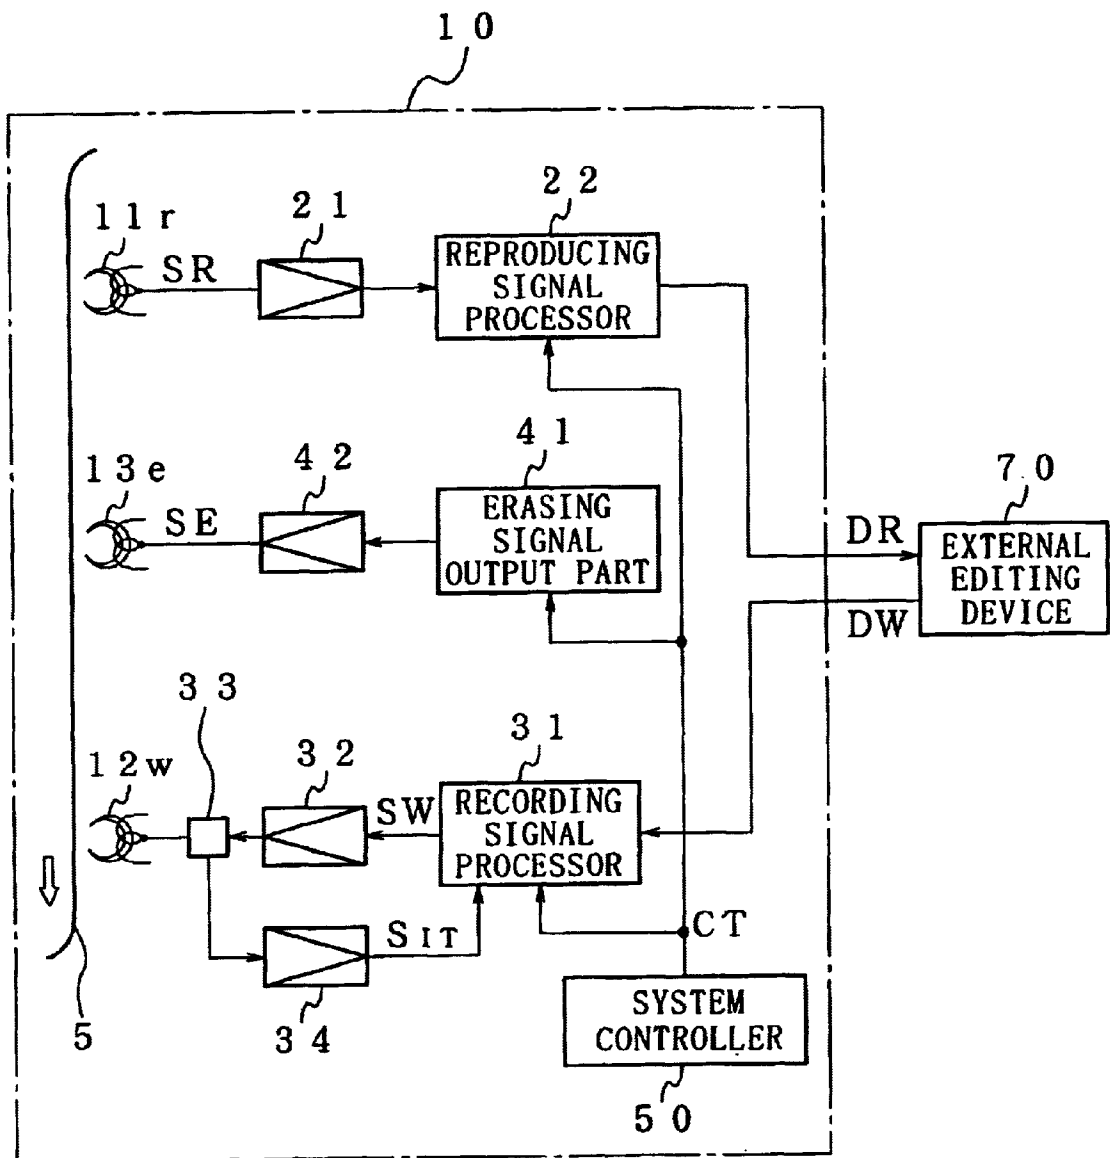 10
11r
SR
21
22
REPRODUCING
SIGNAL
PROCESSOR
13e
SE
42
41
ERASING
SIGNAL
OUTPUT PART
DR
DW
70
EXTERNAL
EDITING
DEVICE
33
12w
32
SW
31
RECORDING
SIGNAL
PROCESSOR
SIT
34
5
CT
SYSTEM
CONTROLLER
50